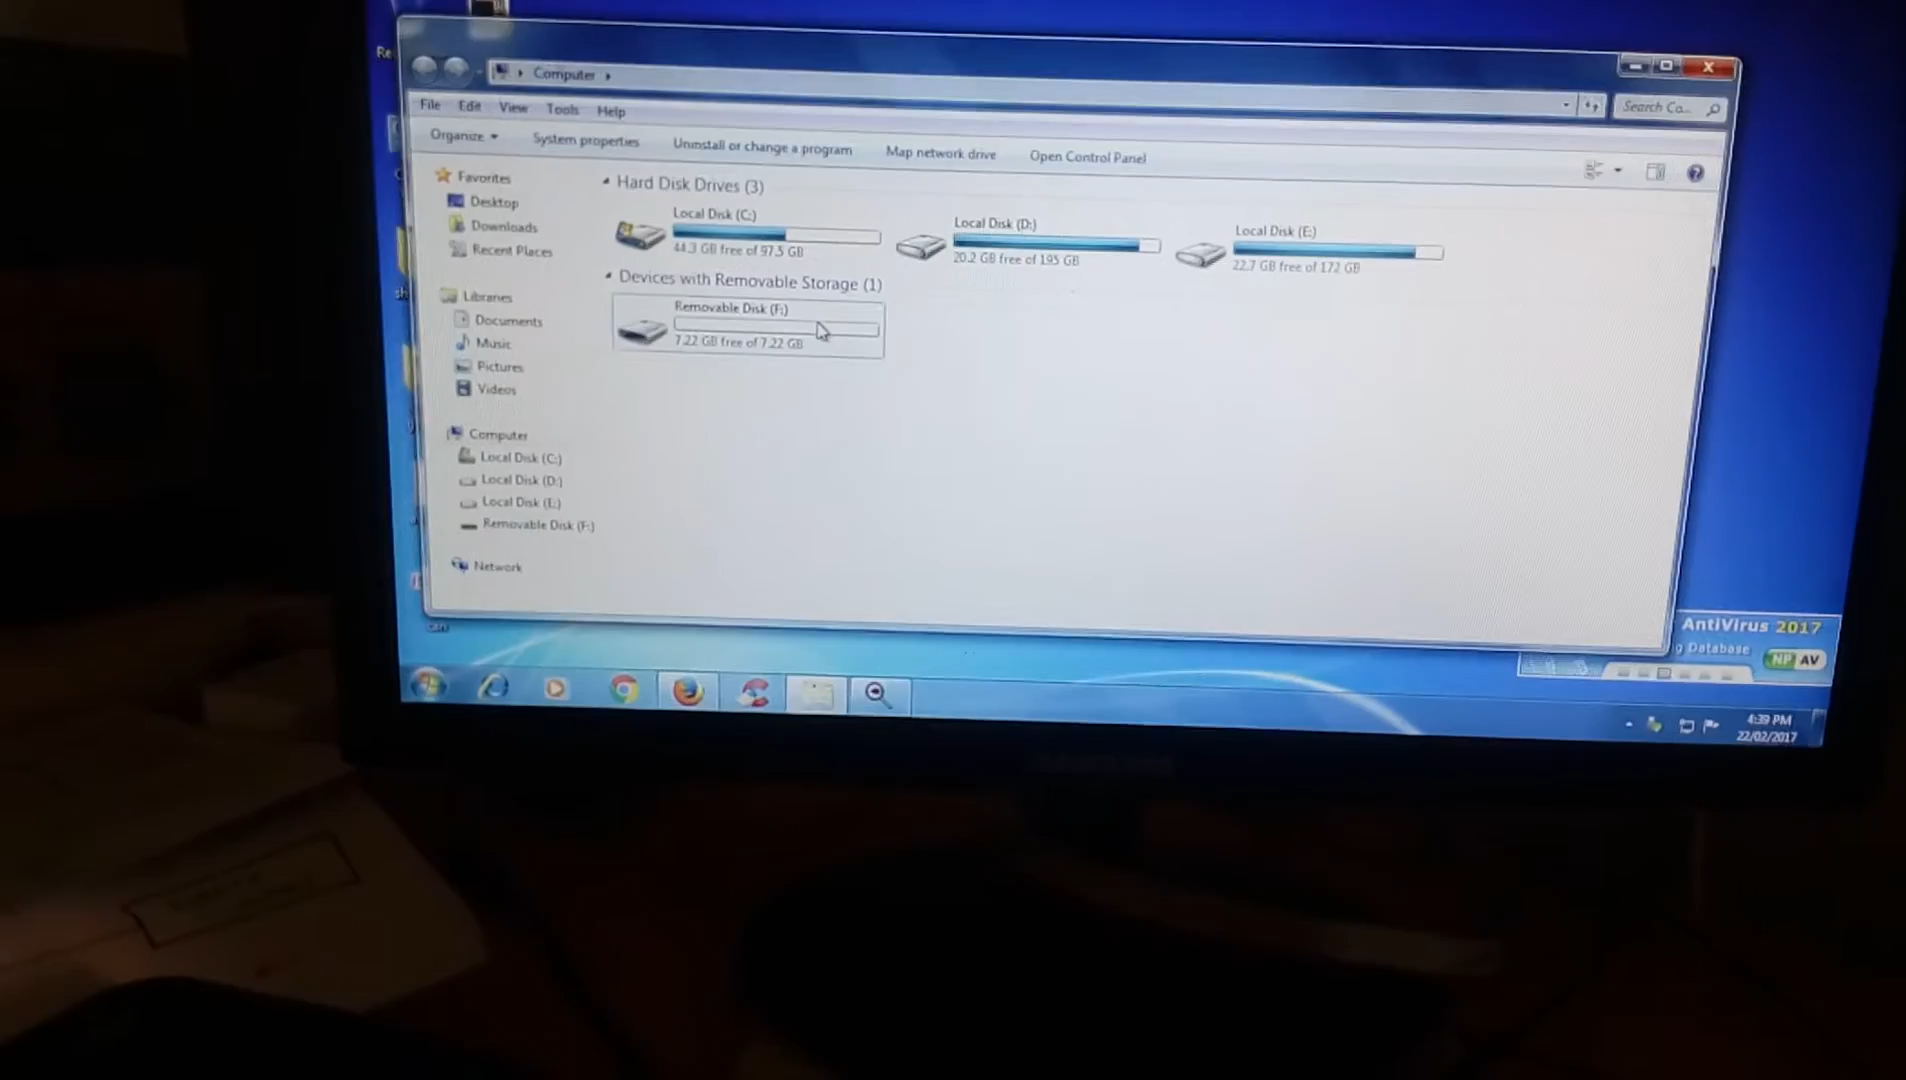 Computer
File Edit View Tools Help
Search Co...
Organize System properties Uninstall or change a program Map network drive Open Control Panel
Favorites
Desktop
Downloads
Recent Places
Libraries
Documents
Music
Pictures
Videos
Computer
Local Disk (C:)
Local Disk (D:)
Local Disk (E:)
Removable Disk (F:)
Network
Hard Disk Drives (3)
Local Disk (C:)
44.3 GB free of 97.5 GB
Local Disk (D:)
20.2 GB free of 195 GB
Local Disk (E:)
22.7 GB free of 172 GB
Devices with Removable Storage (1)
Removable Disk (F:)
7.22 GB free of 7.22 GB
AntiVirus 2017
g Database
NP AV
4:39 PM
22/02/2017